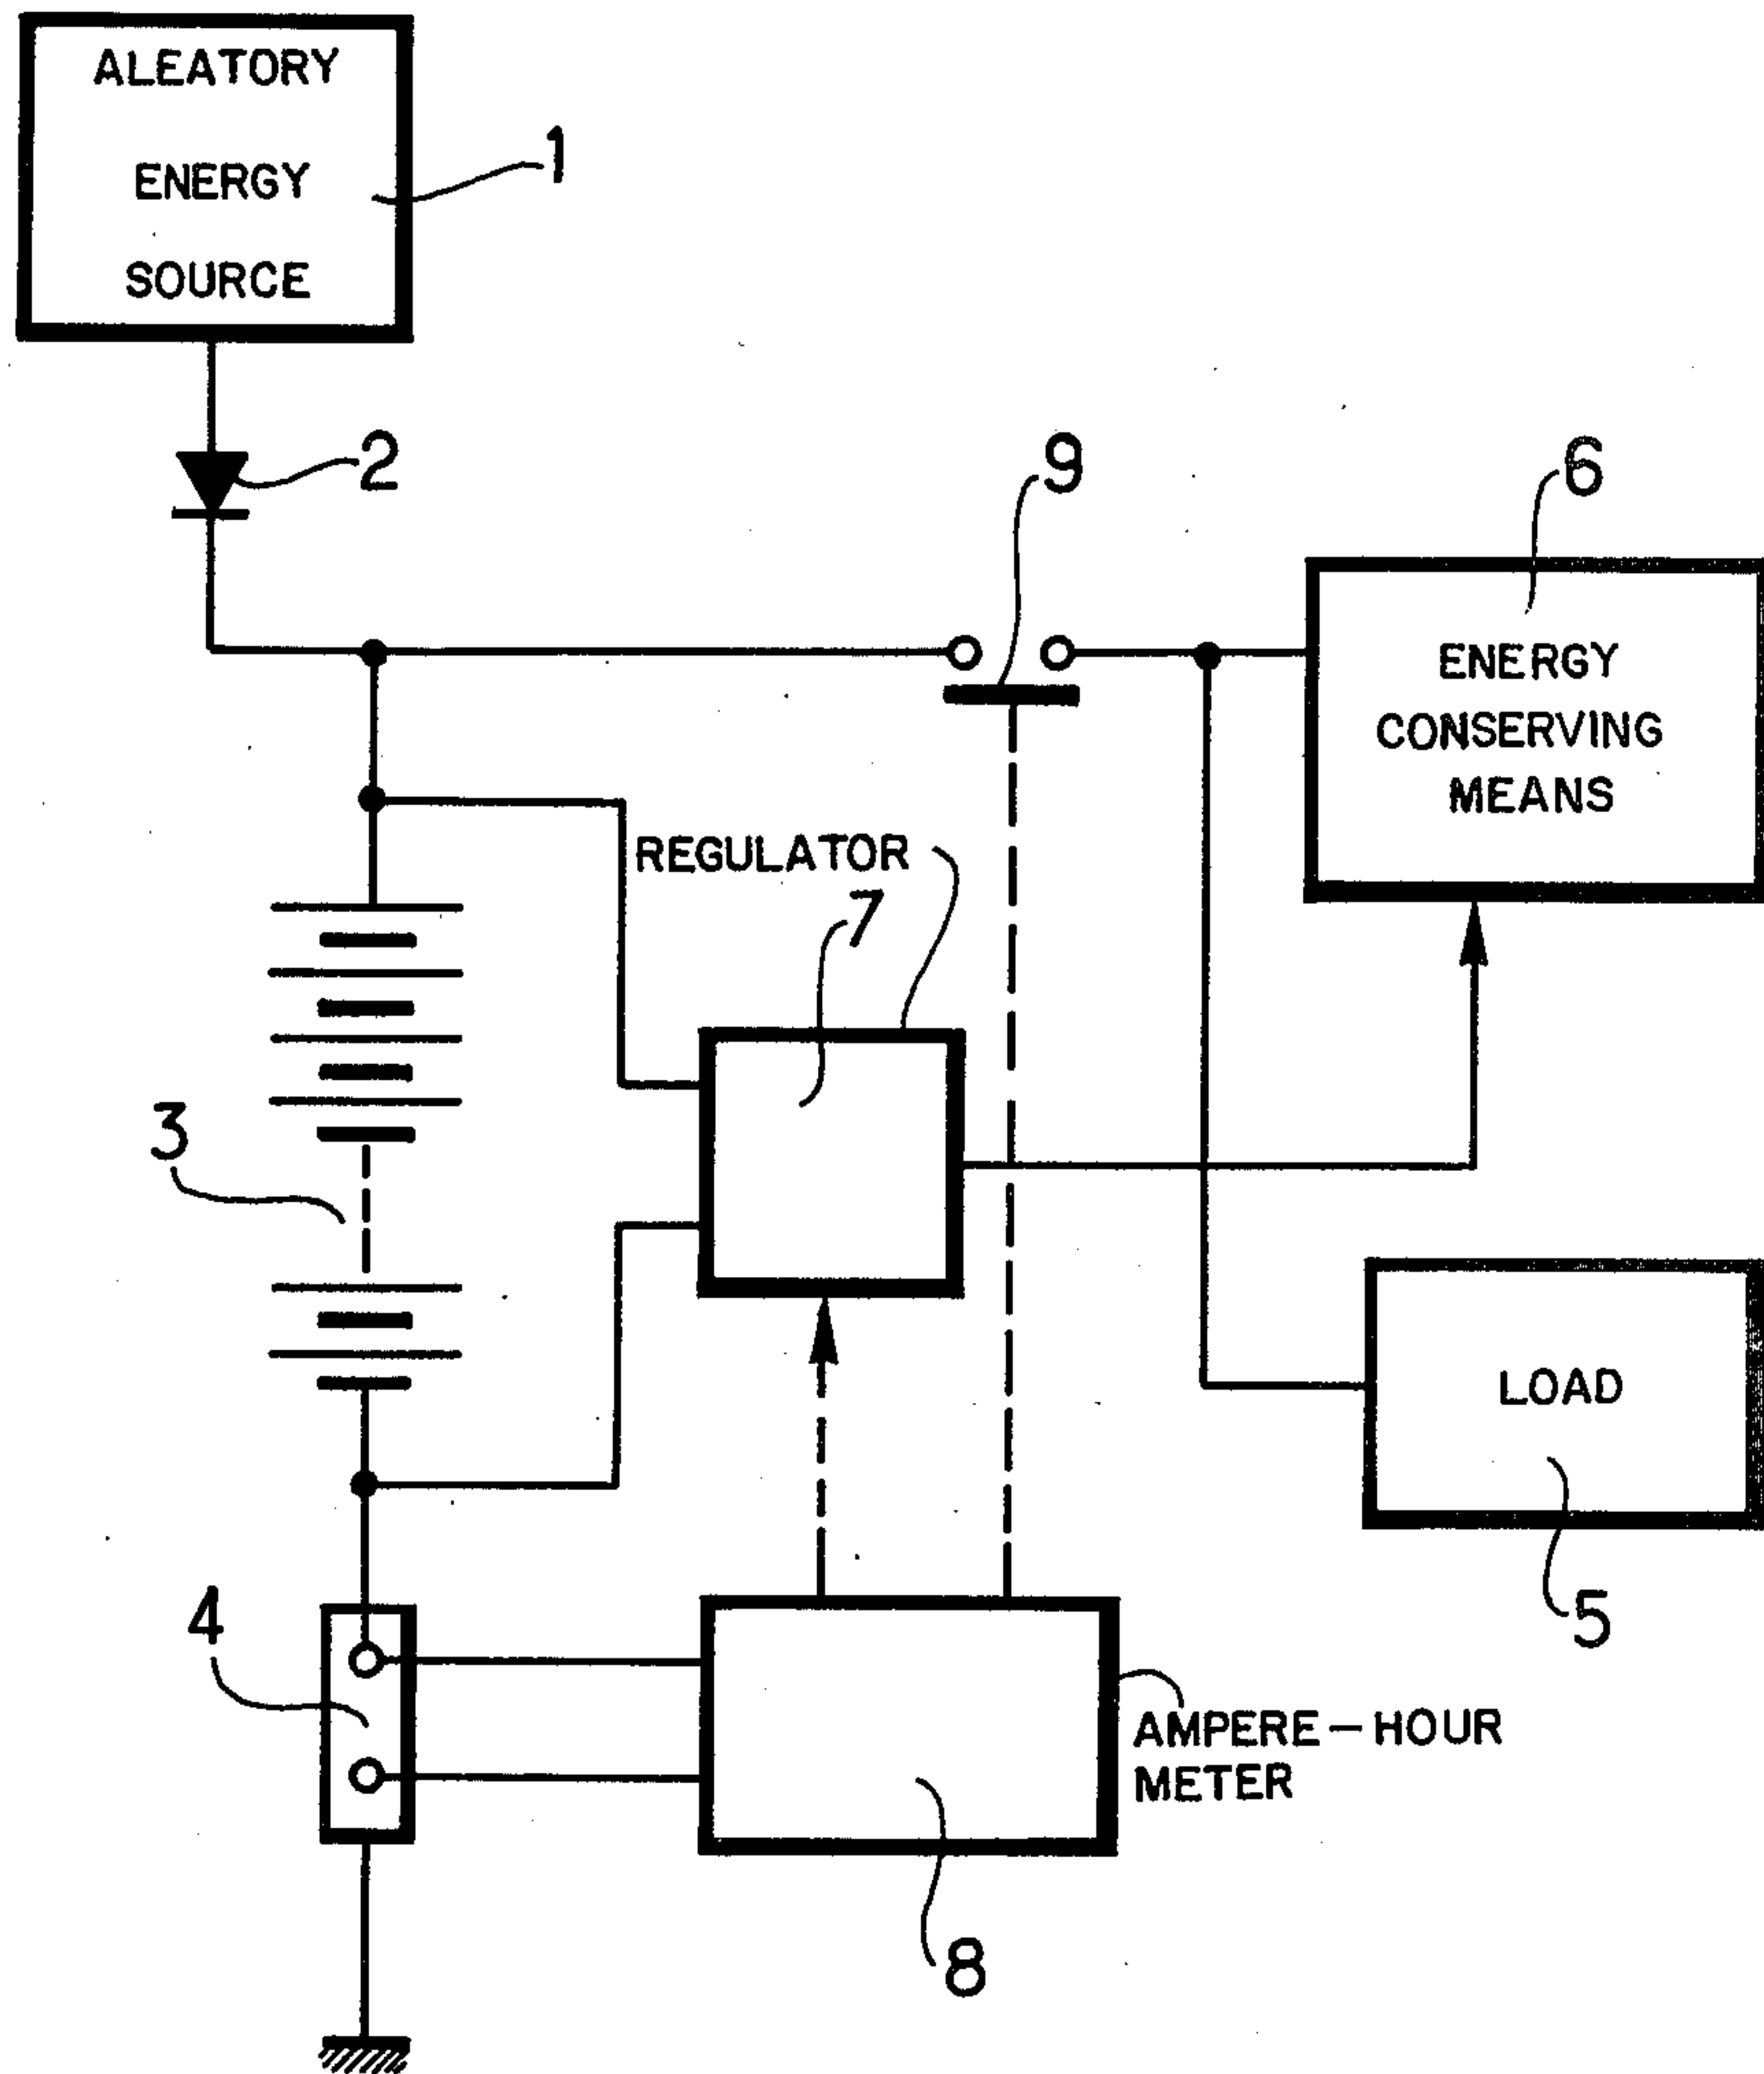 ALEATORY
ENERGY
SOURCE
1
2
9
6
ENERGY
CONSERVING
MEANS
REGULATOR
7
3
LOAD
5
4
AMPERE-HOUR
METER
8